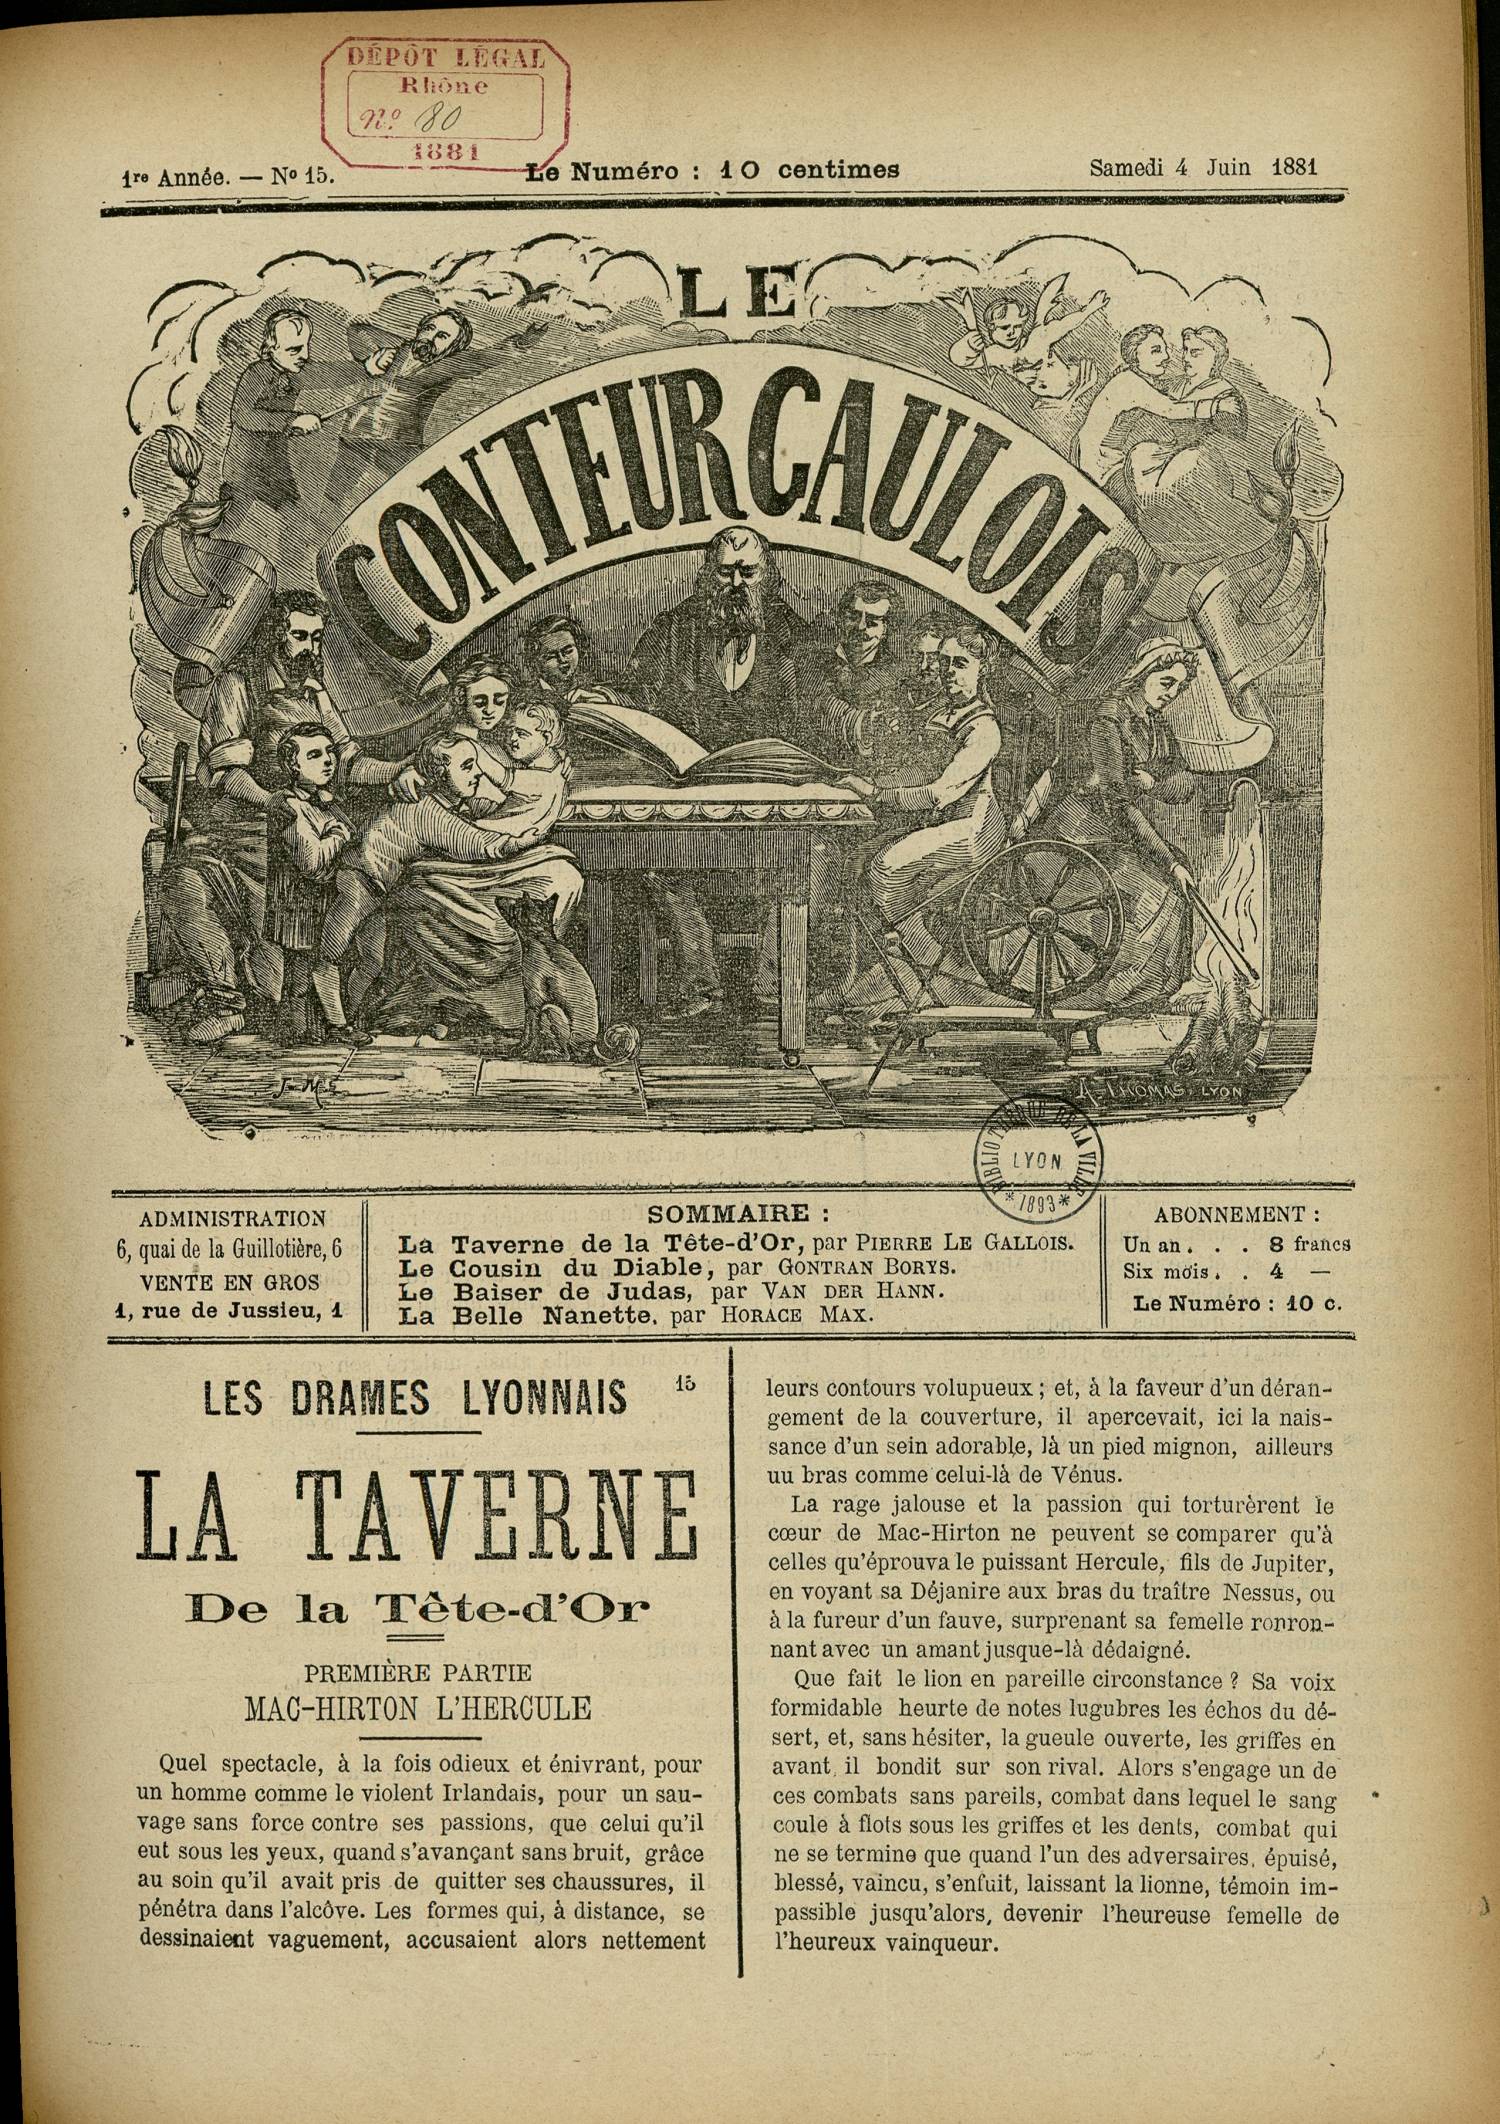 DÉPÔT LÉGAL
Rhône
No. 80
1881
1re Année. — No 15.
Le Numéro : 10 centimes
Samedi 4 Juin 1881
LE
CONTEUR GAULOIS
J-M-S
A. THOMAS. LYON
BIBLIOTHÈQUE DE LA VILLE
LYON
* 1893 *
ADMINISTRATION
6, quai de la Guillotière, 6
VENTE EN GROS
1, rue de Jussieu, 1
SOMMAIRE :
La Taverne de la Tête-d'Or, par PIERRE LE GALLOIS.
Le Cousin du Diable, par GONTRAN BORYS.
Le Baiser de Judas, par VAN DER HANN.
La Belle Nanette, par HORACE MAX.
ABONNEMENT :
Un an. . . 8 francs
Six mois. . 4 —
Le Numéro : 10 c.
LES DRAMES LYONNAIS 15
LA TAVERNE
De la Tête-d'Or
PREMIÈRE PARTIE
MAC-HIRTON L'HERCULE
Quel spectacle, à la fois odieux et énivrant, pour
un homme comme le violent Irlandais, pour un sau-
vage sans force contre ses passions, que celui qu'il
eut sous les yeux, quand s'avançant sans bruit, grâce
au soin qu'il avait pris de quitter ses chaussures, il
pénétra dans l'alcôve. Les formes qui, à distance, se
dessinaient vaguement, accusaient alors nettement
leurs contours volupueux ; et, à la faveur d'un déran-
gement de la couverture, il apercevait, ici la nais-
sance d'un sein adorable, là un pied mignon, ailleurs
uu bras comme celui-là de Vénus.
La rage jalouse et la passion qui torturèrent le
cœur de Mac-Hirton ne peuvent se comparer qu'à
celles qu'éprouva le puissant Hercule, fils de Jupiter,
en voyant sa Déjanire aux bras du traître Nessus, ou
à la fureur d'un fauve, surprenant sa femelle ronron-
nant avec un amant jusque-là dédaigné.
Que fait le lion en pareille circonstance ? Sa voix
formidable heurte de notes lugubres les échos du dé-
sert, et, sans hésiter, la gueule ouverte, les griffes en
avant, il bondit sur son rival. Alors s'engage un de
ces combats sans pareils, combat dans lequel le sang
coule à flots sous les griffes et les dents, combat qui
ne se termine que quand l'un des adversaires, épuisé,
blessé, vaincu, s'enfuit, laissant la lionne, témoin im-
passible jusqu'alors, devenir l'heureuse femelle de
l'heureux vainqueur.